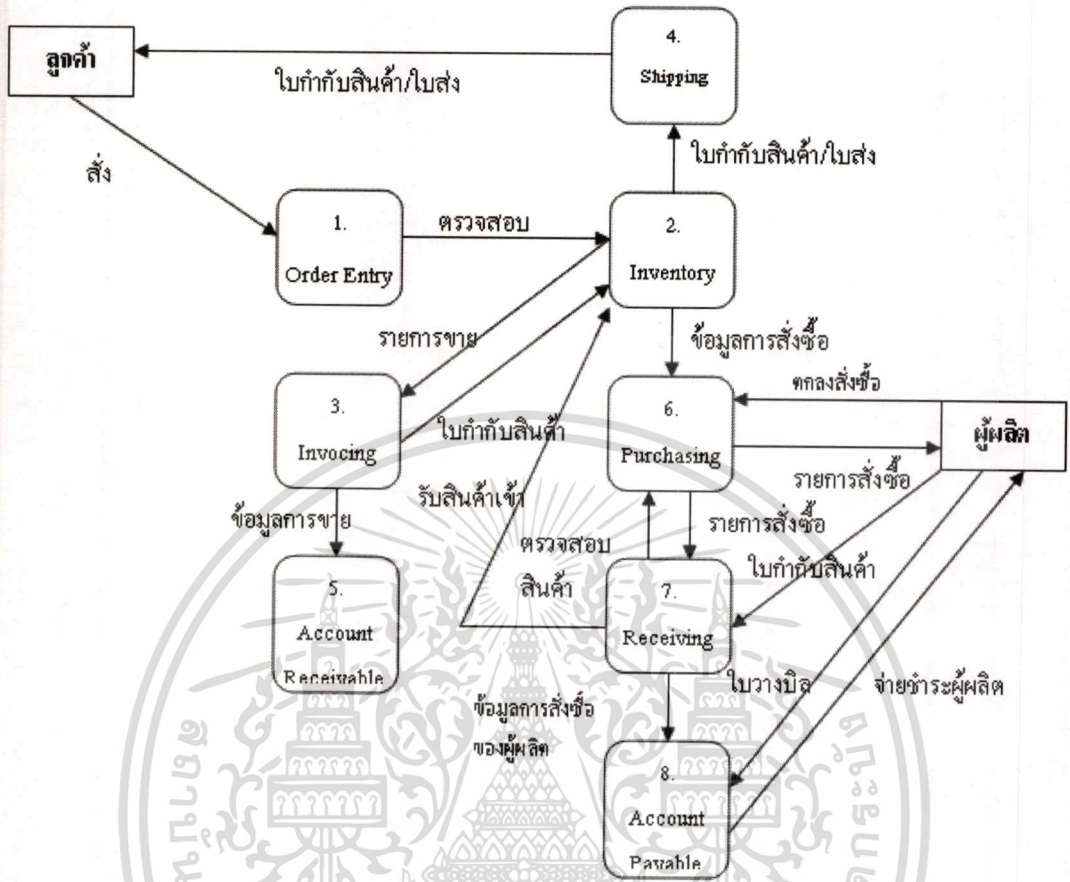 ลูกค้า
4.
Shipping
ใบกำกับสินค้า/ใบส่ง
ใบกำกับสินค้า/ใบส่ง
สั่ง
1.
Order Entry
ตรวจสอบ
2.
Inventory
รายการขาย
ข้อมูลการสั่งซื้อ
ตกลงสั่งซื้อ
3.
Invocing
ใบกำกับสินค้า
6.
Purchasing
ผู้ผลิต
รายการสั่งซื้อ
รับสินค้าเข้า
ข้อมูลการขาย
รายการสั่งซื้อ
ตรวจสอบ
สินค้า
ใบกำกับสินค้า
5.
Account
Receivable
7.
Receiving
ใบวางบิล
จ่ายชำระผู้ผลิต
ข้อมูลการสั่งซื้อ
ของผู้ผลิต
8.
Account
Payable